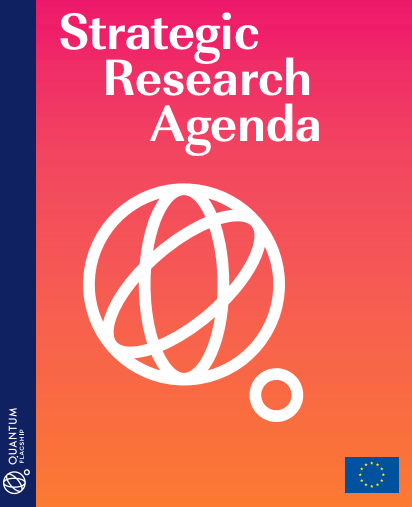 Strategic
Research
Agenda
QUANTUM
FLAGSHIP